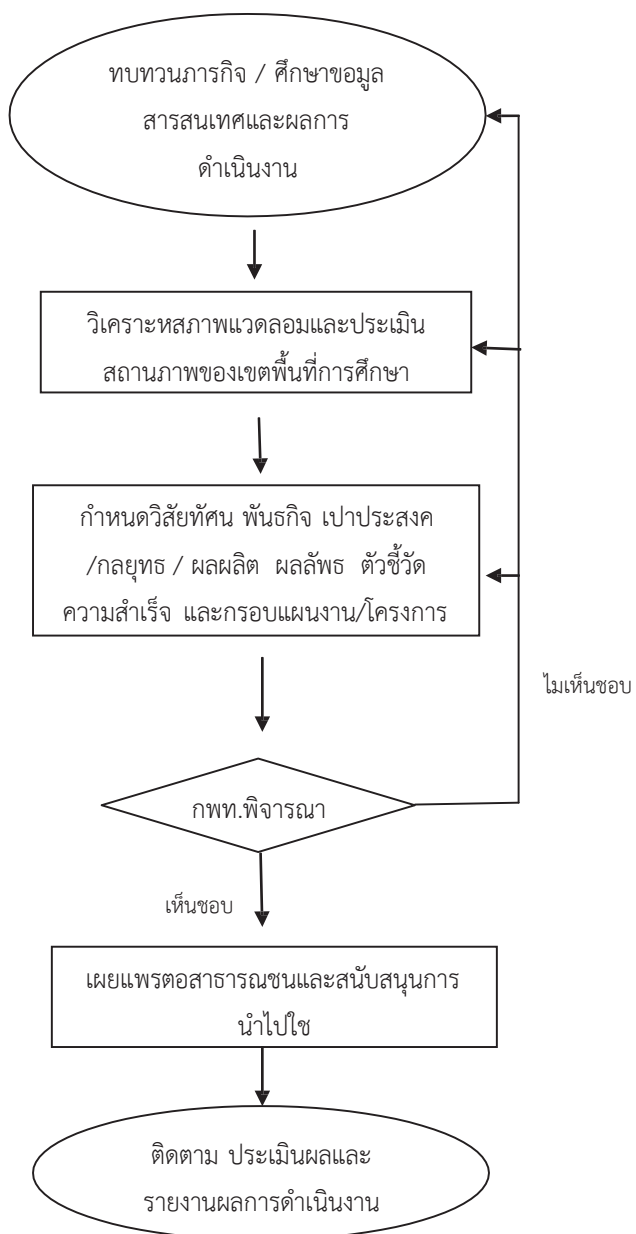 ทบทวนภารกิจ / ศึกษาขอมูล
สารสนเทศและผลการ
ดำเนินงาน
วิเคราะหสภาพแวดลอมและประเมิน
สถานภาพของเขตพื้นที่การศึกษา
กำหนดวิสัยทัศน พันธกิจ เปาประสงค
/กลยุทธ / ผลผลิต ผลลัพธ ตัวชี้วัด
ความสำเร็จ และกรอบแผนงาน/โครงการ
ไมเห็นชอบ
กพท.พิจารณา
เห็นชอบ
เผยแพรตอสาธารณชนและสนับสนุนการ
นำไปใช
ติดตาม ประเมินผลและ
รายงานผลการดำเนินงาน